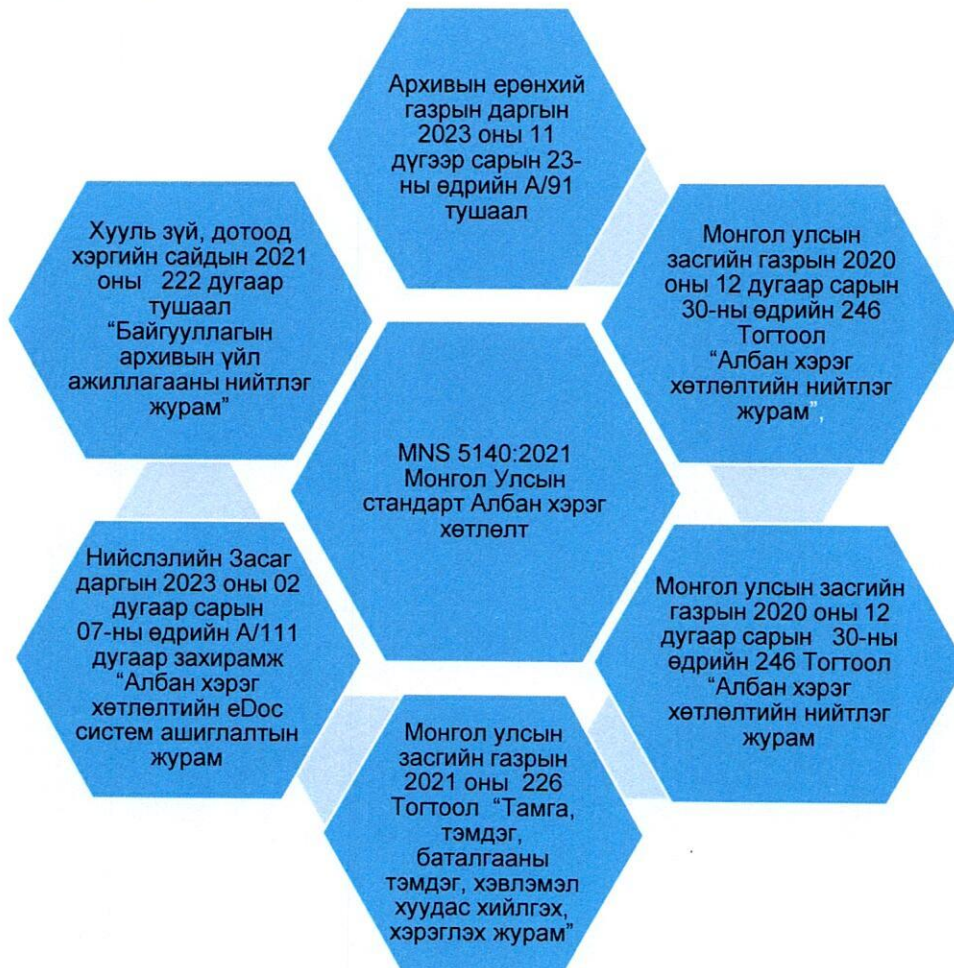 Архивын ерөнхий
газрын даргын
2023 оны 11
дүгээр сарын 23-
ны өдрийн А/91
тушаал
Хууль зүй, дотоод
хэргийн сайдын 2021
оны 222 дугаар
тушаал
“Байгууллагын
архивын үйл
ажиллагааны нийтлэг
журам”
Монгол улсын
засгийн газрын 2020
оны 12 дугаар сарын
30-ны өдрийн 246
Тогтоол
“Албан хэрэг
хөтлөлтийн нийтлэг
журам”,
MNS 5140:2021
Монгол Улсын
стандарт Албан хэрэг
хөтлөлт
Нийслэлийн Засаг
даргын 2023 оны 02
дугаар сарын
07-ны өдрийн А/111
дугаар захирамж
“Албан хэрэг
хөтлөлтийн eDoc
систем ашиглалтын
журам
Монгол улсын засгийн
газрын 2020 оны 12
дугаар сарын 30-ны
өдрийн 246 Тогтоол
“Албан хэрэг
хөтлөлтийн нийтлэг
журам
Монгол улсын
засгийн газрын
2021 оны 226
Тогтоол “Тамга,
тэмдэг,
баталгааны
тэмдэг, хэвлэмэл
хуудас хийлгэх,
хэрэглэх журам”